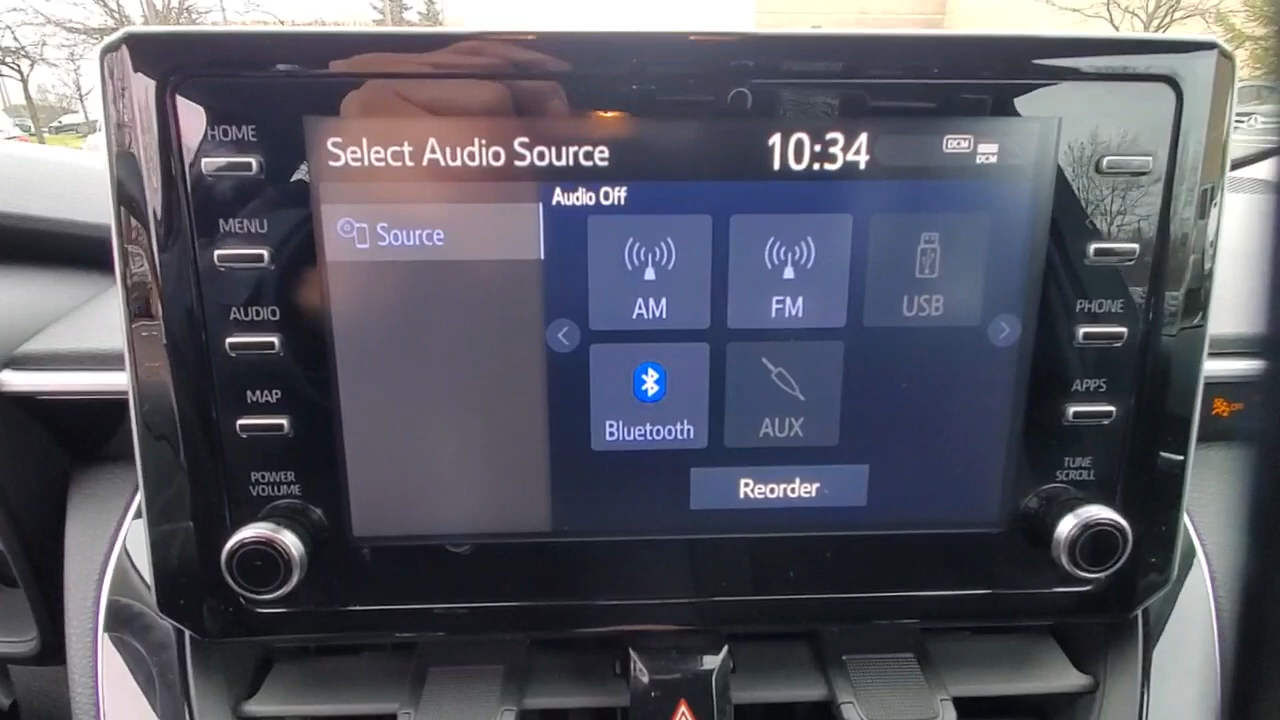 HOME
MENU
AUDIO
MAP
POWER
VOLUME
Select Audio Source
10:34
DCM
DCM
Source
Audio Off
AM
FM
USB
Bluetooth
AUX
Reorder
PHONE
APPS
TUNE
SCROLL